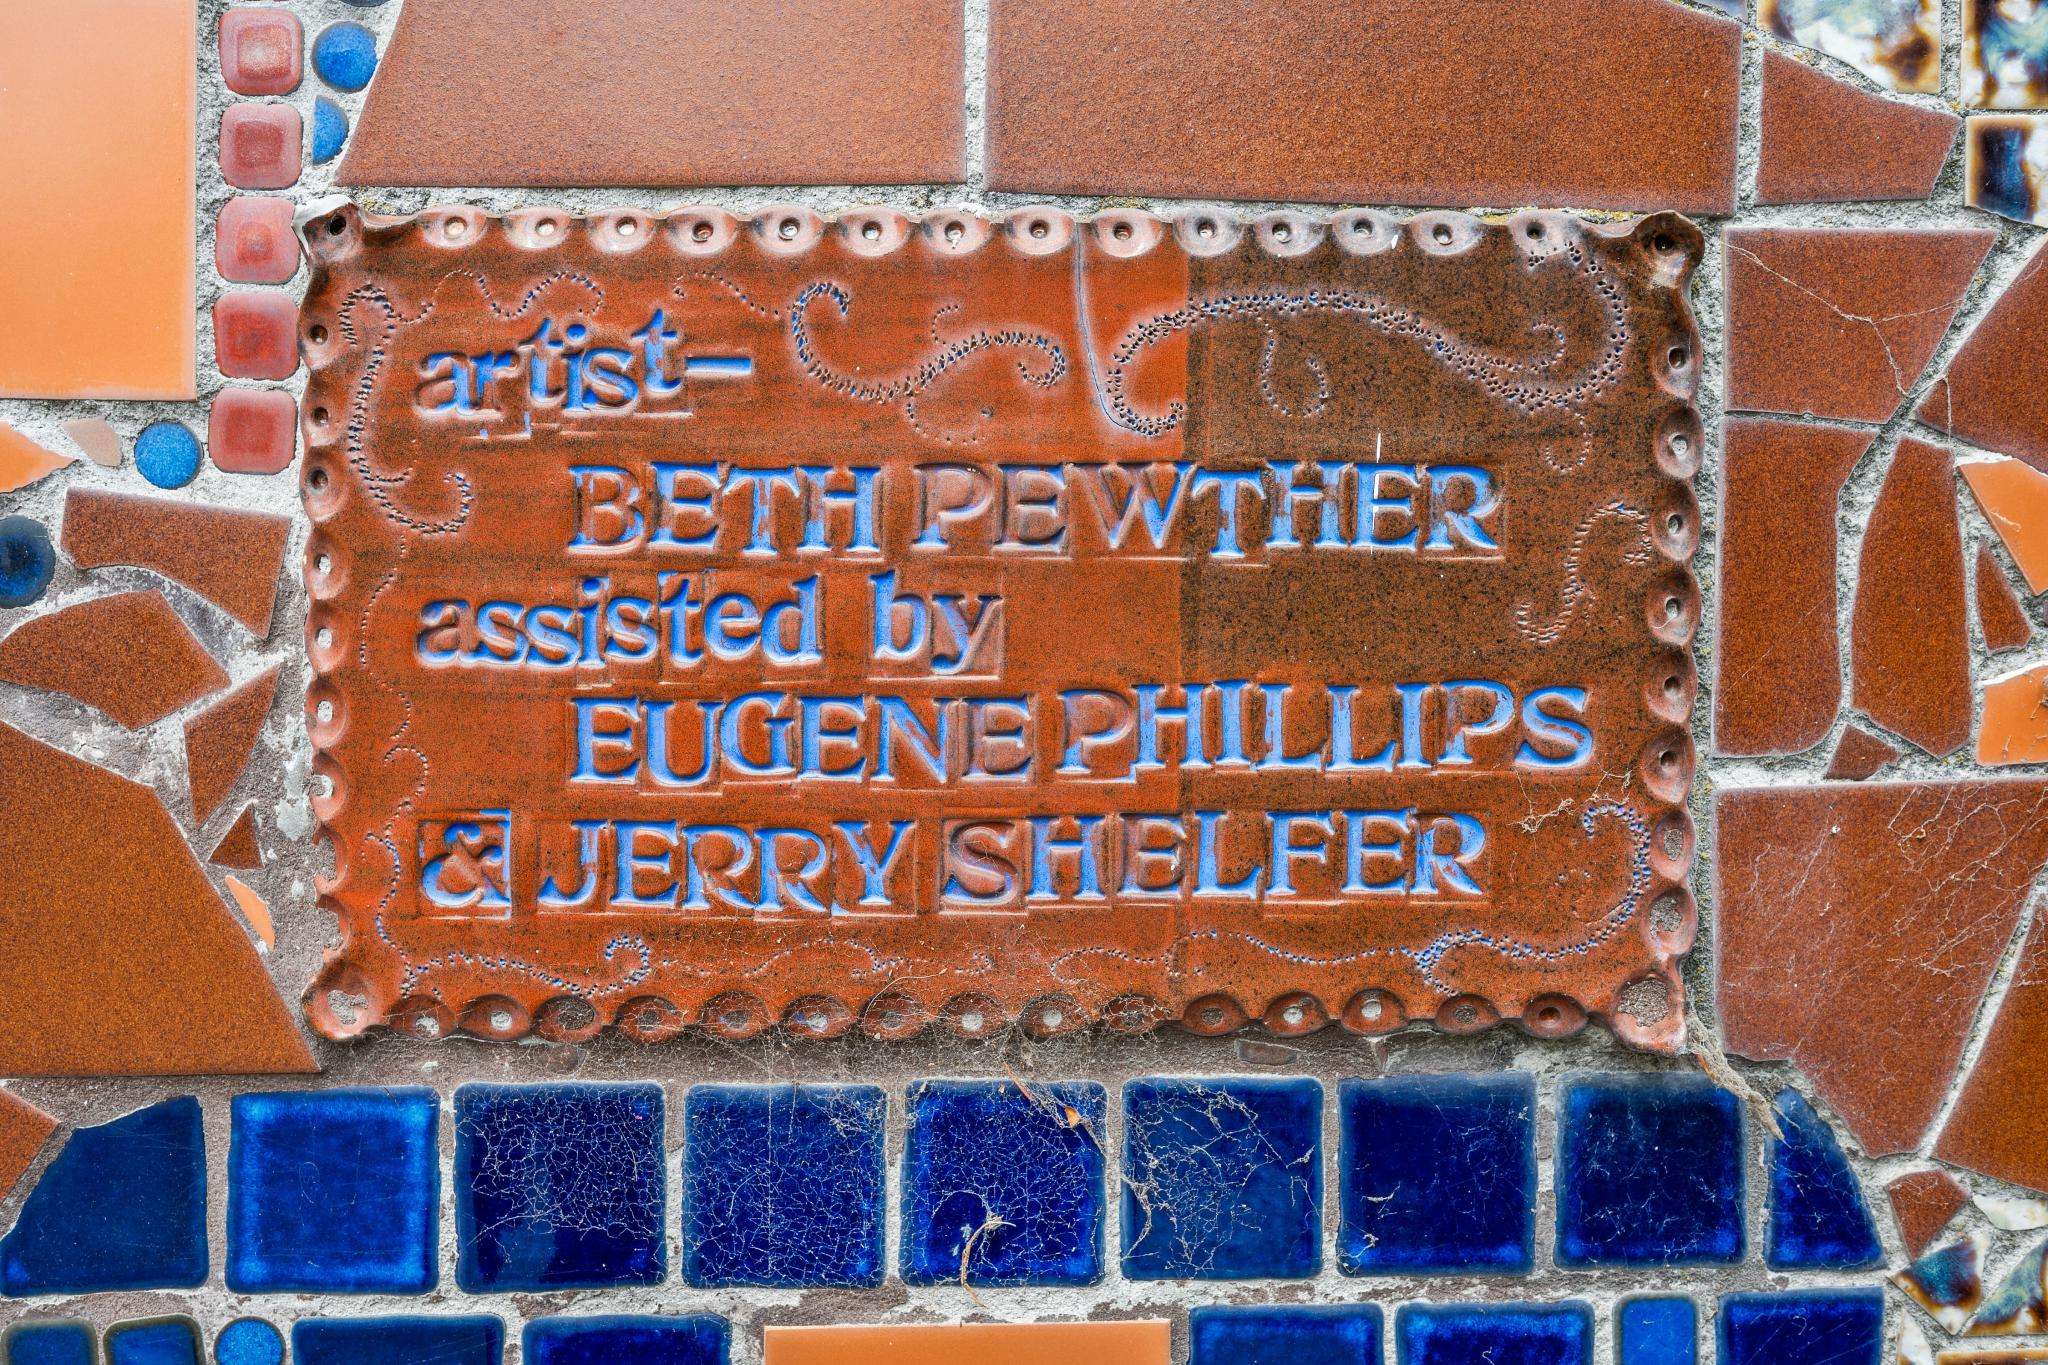 artist-
BETH PEWTHER
assisted by
EUGENE PHILLIPS
& JERRY SHELFER